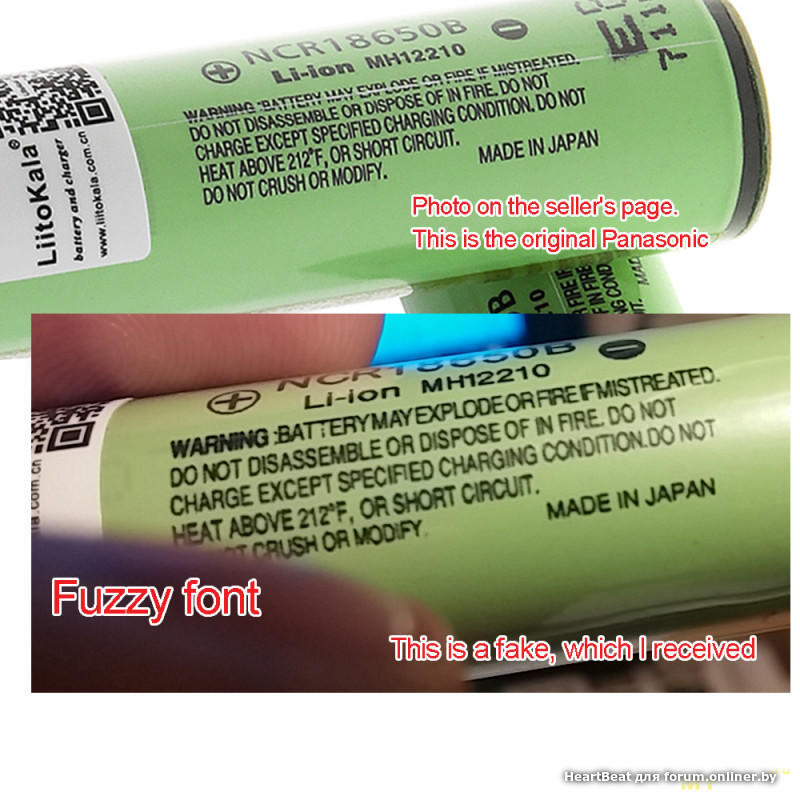 NCR18650B
Li-ion MH12210
WARNING :BATTERY MAY EXPLODE OR FIRE IF MISTREATED.
DO NOT DISASSEMBLE OR DISPOSE OF IN FIRE. DO NOT
CHARGE EXCEPT SPECIFIED CHARGING CONDITION. DO NOT
HEAT ABOVE 212°F, OR SHORT CIRCUIT.
MADE IN JAPAN
DO NOT CRUSH OR MODIFY.
LiitoKala®
battery and charger
www.liitokala.com.cn
Photo on the seller's page.
This is the original Panasonic
NCR18650B
Li-ion MH12210
WARNING :BATTERY MAY EXPLODE OR FIRE IF MISTREATED.
DO NOT DISASSEMBLE OR DISPOSE OF IN FIRE. DO NOT
CHARGE EXCEPT SPECIFIED CHARGING CONDITION.DO NOT
HEAT ABOVE 212°F, OR SHORT CIRCUIT.
MADE IN JAPAN
CRUSH OR MODIFY.
Fuzzy font
This is a fake, which I received
HeartBeat для forum.onliner.by